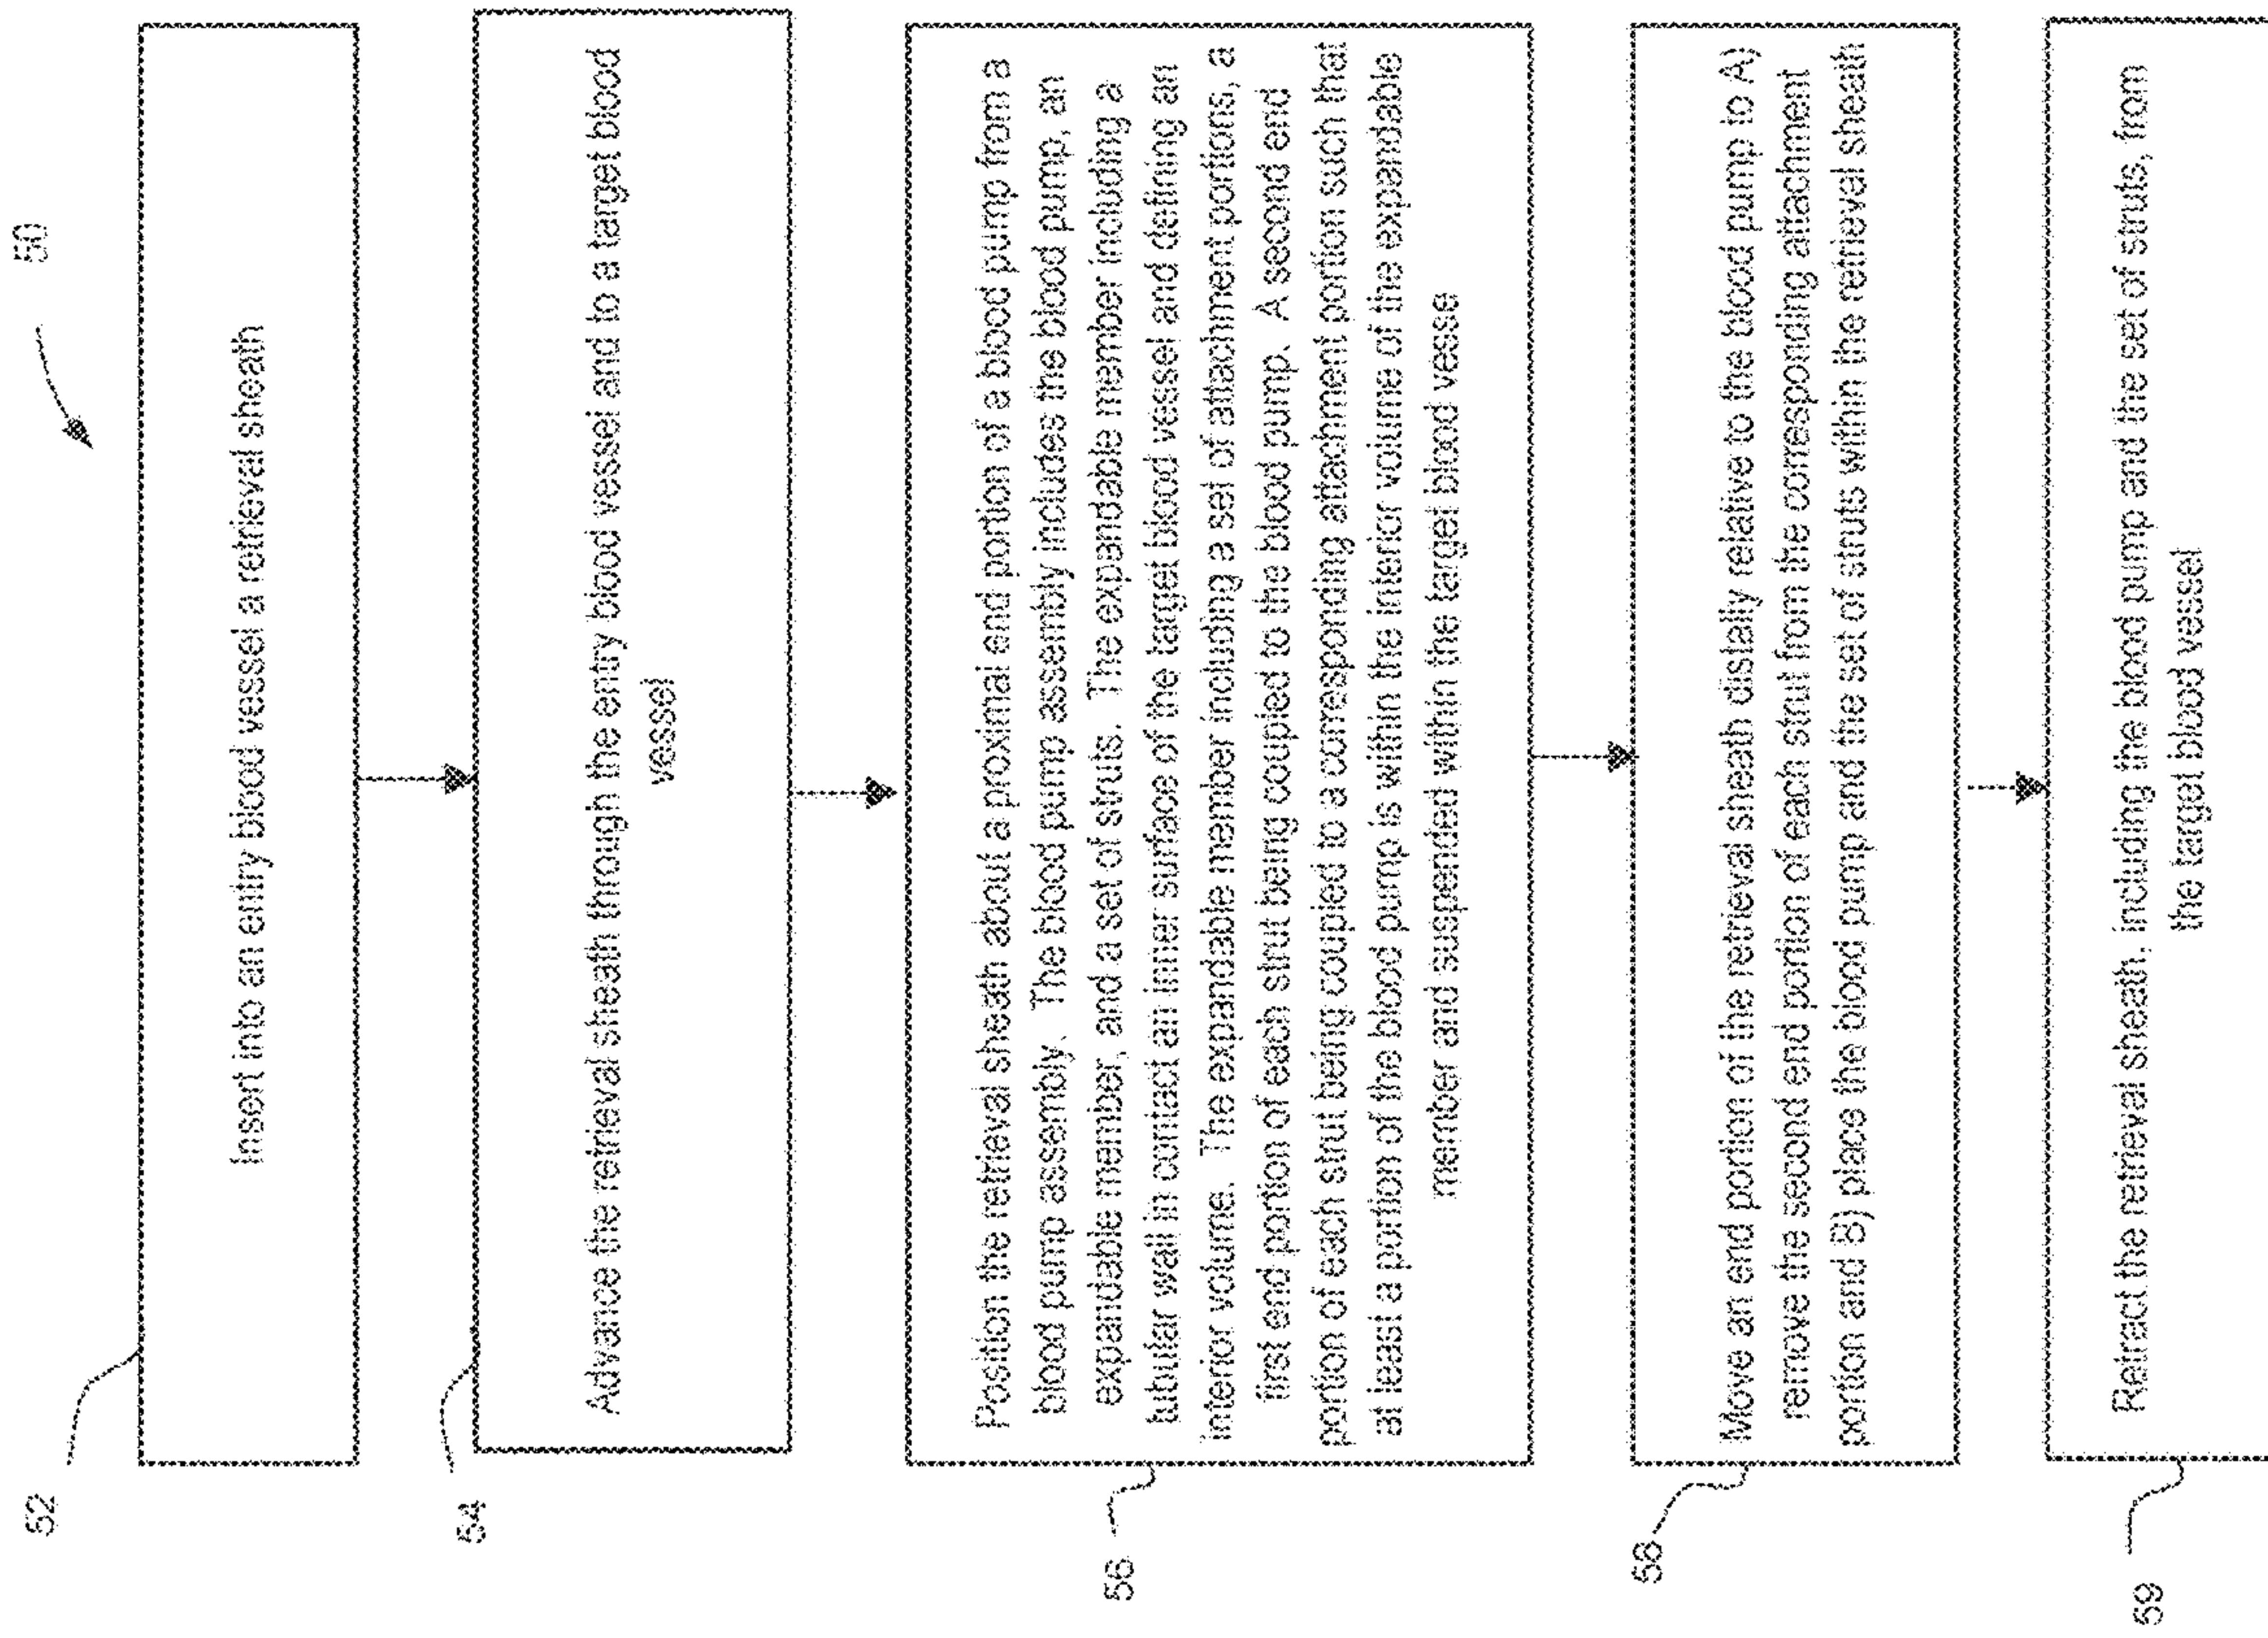 50
52
Insert into an entry blood vessel a retrieval sheath
54
Advance the retrieval sheath through the entry blood vessel and to a target blood
vessel
56
Position the retrieval sheath about a proximal end portion of a blood pump from a
blood pump assembly. The blood pump assembly includes the blood pump, an
expandable member, and a set of struts. The expandable member including a
tubular wall in contact an inner surface of the target blood vessel and defining an
interior volume. The expandable member including a set of attachment portions, a
first end portion of each strut being coupled to the blood pump. A second end
portion of each strut being coupled to a corresponding attachment portion such that
at least a portion of the blood pump is within the interior volume of the expandable
member and suspended within the target blood vesse
58
Move an end portion of the retrieval sheath distally relative to the blood pump to A)
remove the second end portion of each strut from the corresponding attachment
portion and B) place the blood pump and the set of struts within the retrieval sheath
59
Retract the retrieval sheath, including the blood pump and the set of struts, from
the target blood vessel